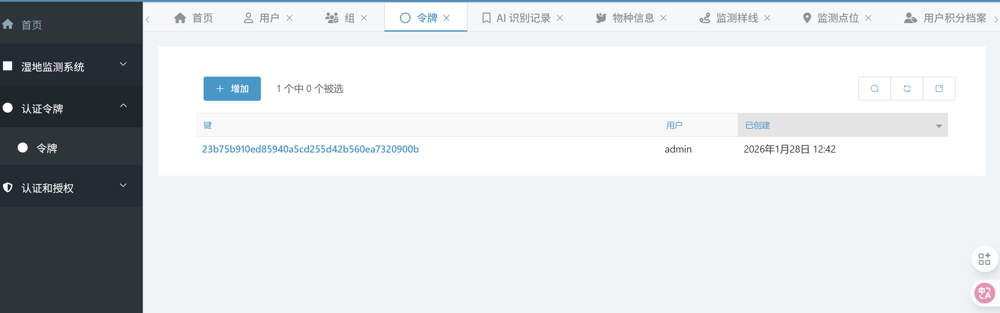 首页
湿地监测系统
认证令牌
令牌
认证和授权
首页 用户 组 令牌 AI 识别记录 物种信息 监测样线 监测点位 用户积分档案
增加 1 个中 0 个被选
键 用户 已创建
23b75b910ed85940a5cd255d42b560ea7320900b admin 2026年1月28日 12:42
中A